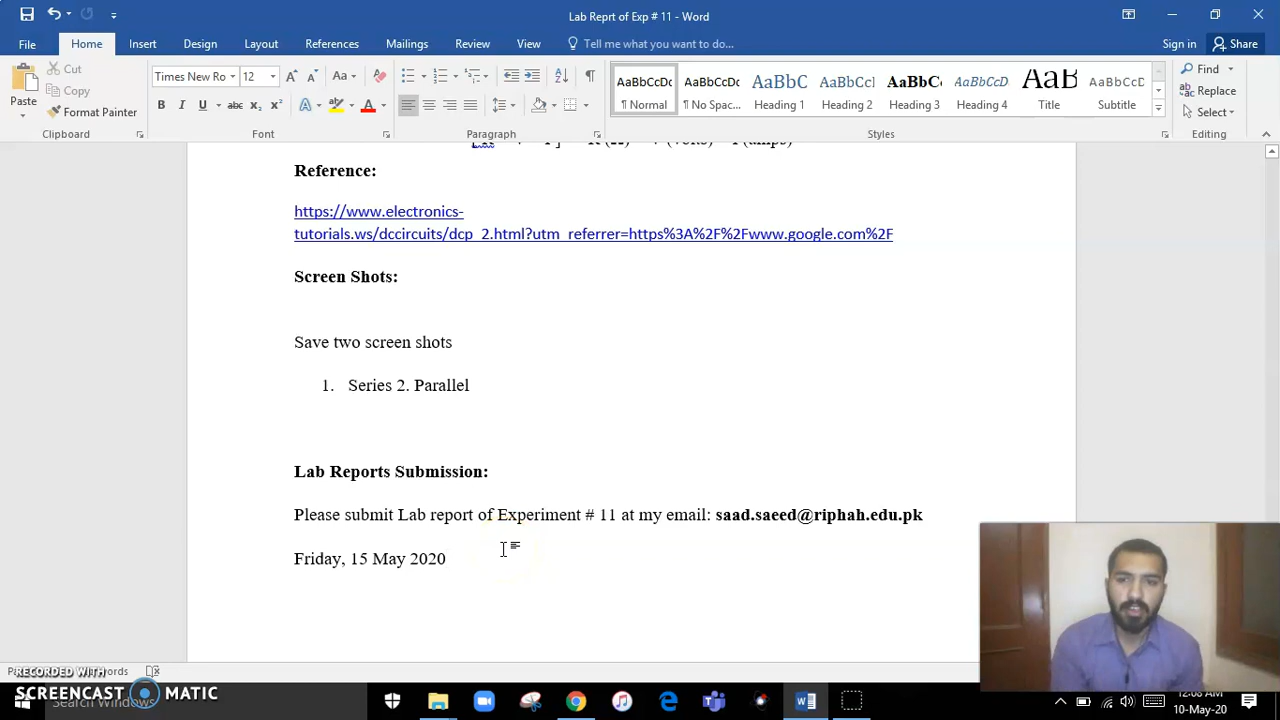 Lab Reprt of Exp # 11 - Word
File Home Insert Design Layout References Mailings Review View Tell me what you want to do... Sign in Share
Paste Cut Copy Format Painter
Clipboard
Times New Ro 12
Font
Paragraph
AaBbCcDc AaBbCcDc AaBbC AaBbCcl AaBbCc AaBbCcD AaB AaBbCcD
¶ Normal ¶ No Spac... Heading 1 Heading 2 Heading 3 Heading 4 Title Subtitle
Styles
Find Replace Select
Editing
Reference:
https://www.electronics-
tutorials.ws/dccircuits/dcp_2.html?utm_referrer=https%3A%2F%2Fwww.google.com%2F
Screen Shots:
Save two screen shots
1. Series 2. Parallel
Lab Reports Submission:
Please submit Lab report of Experiment # 11 at my email: saad.saeed@riphah.edu.pk
Friday, 15 May 2020
RECORDED WITH
SCREENCAST MATIC
Search Windows
12:08 AM
10-May-20